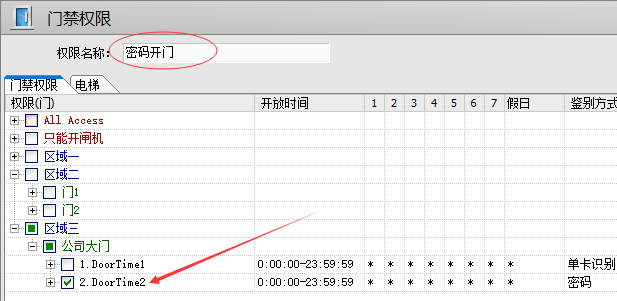 门禁权限
权限名称: 密码开门
门禁权限 电梯
权限(门) 开放时间 1 2 3 4 5 6 7 假日 鉴别方式
All Access
只能开闸机
区域一
区域二
门1
门2
区域三
公司大门
1.DoorTime1 0:00:00-23:59:59 * * * * * * * * 单卡识别
2.DoorTime2 0:00:00-23:59:59 * * * * * * * * 密码